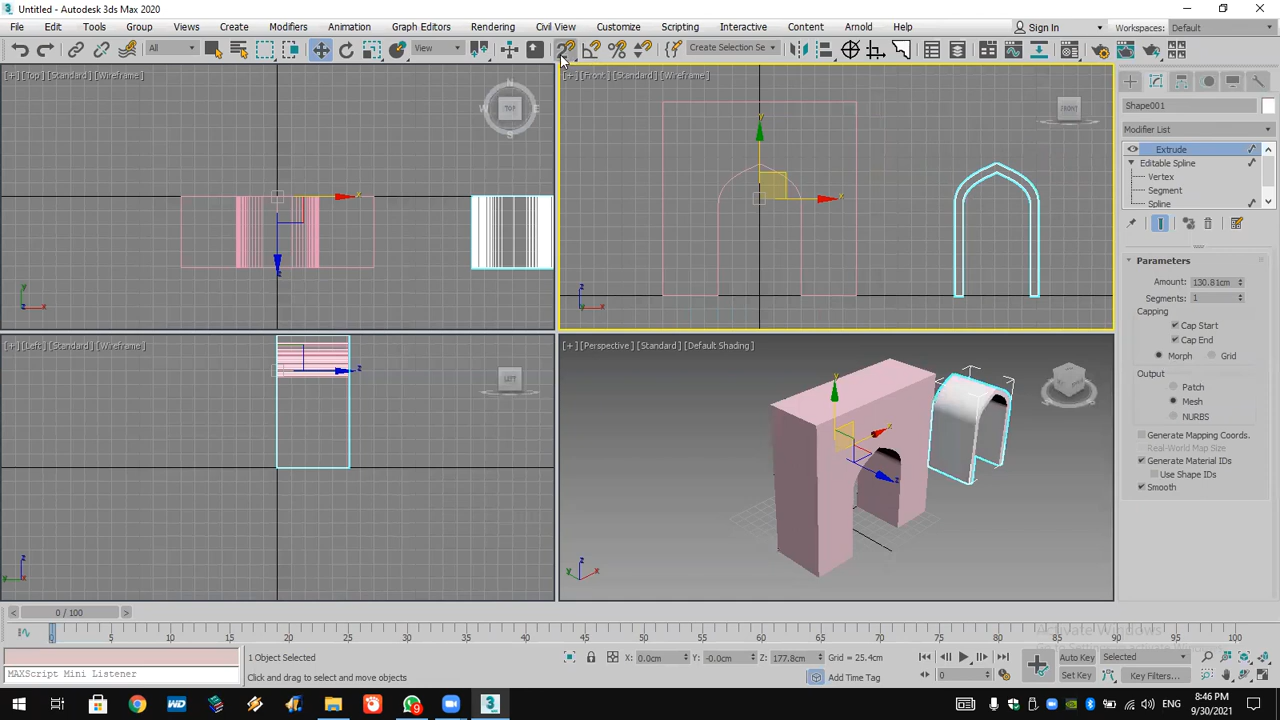 Untitled - Autodesk 3ds Max 2020
File Edit Tools Group Views Create Modifiers Animation Graph Editors Rendering Civil View Customize Scripting Interactive Content Arnold Help Sign In Workspaces: Default
All View Create Selection Se
[+] [Top] [Standard] [Wireframe]
[+] [Front] [Standard] [Wireframe]
N
W TOP E
S
FRONT
Shape001
Modifier List
Extrude
Editable Spline
Vertex
Segment
Spline
Parameters
Amount: 130.81cm
Segments: 1
Capping
Cap Start
Cap End
Morph Grid
Output
Patch
Mesh
NURBS
Generate Mapping Coords.
Real-World Map Size
Generate Material IDs
Use Shape IDs
Smooth
[+] [Left] [Standard] [Wireframe]
[+] [Perspective] [Standard] [Default Shading]
LEFT
0 / 100
0 5 10 15 20 25 30 35 40 45 50 55 60 65 70 75 80 85 90 95 100
Activate Windows
MAXScript Mini Listener
1 Object Selected
Click and drag to select and move objects
X: 0.0cm Y: -0.0cm Z: 177.8cm Grid = 25.4cm
Add Time Tag
Auto Key Selected
Set Key Key Filters...
0
8:46 PM
ENG
9/30/2021